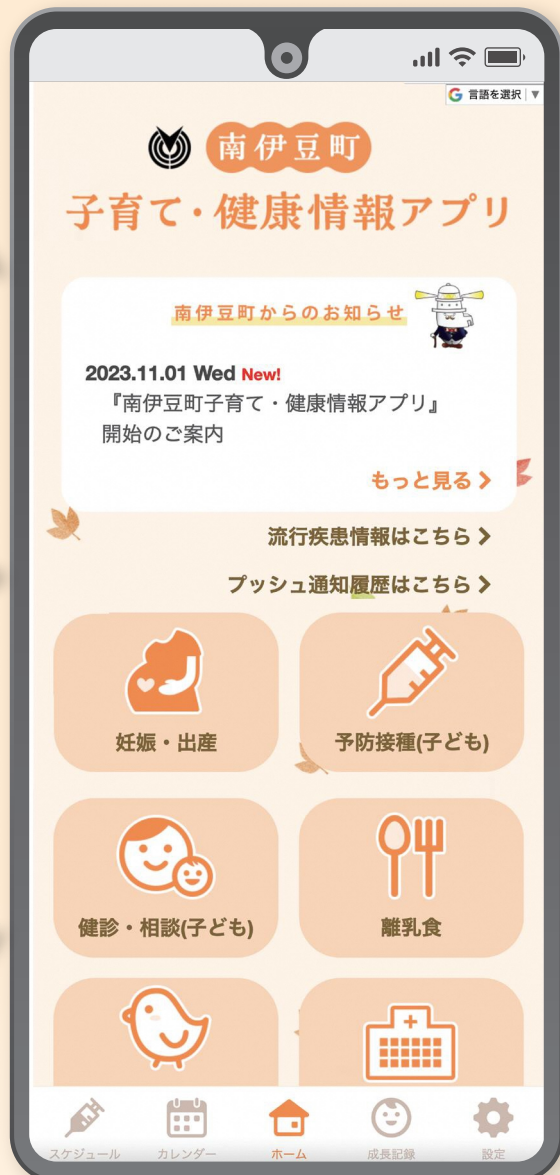 言語を選択
南伊豆町
子育て・健康情報アプリ
南伊豆町からのお知らせ
2023.11.01 Wed New!
『南伊豆町子育て・健康情報アプリ』
開始のご案内
もっと見る
流行疾患情報はこちら
プッシュ通知履歴はこちら
妊娠・出産
予防接種(子ども)
健診・相談(子ども)
離乳食
スケジュール
カレンダー
ホーム
成長記録
設定